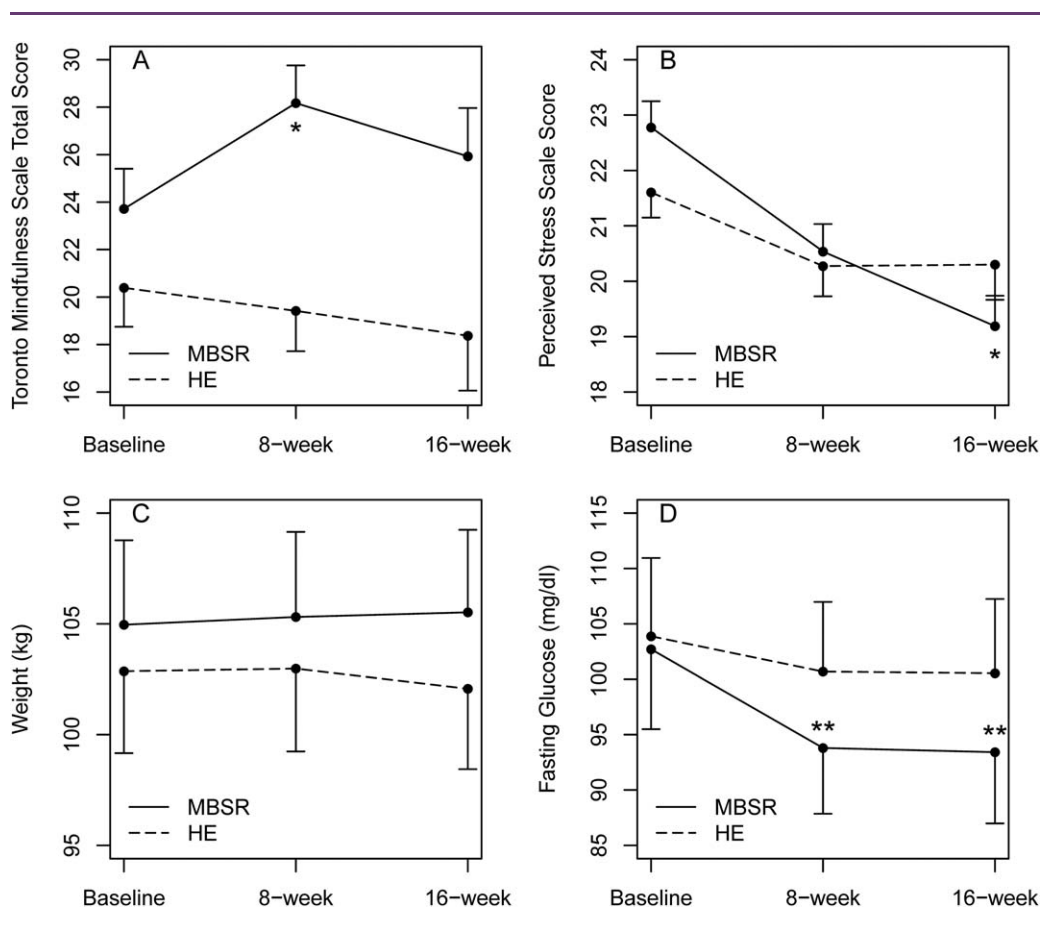 A
Toronto Mindfulness Scale Total Score
30
28
26
24
22
20
18
16
*
MBSR
HE
Baseline 8−week 16−week
B
Perceived Stress Scale Score
24
23
22
21
20
19
18
*
MBSR
HE
Baseline 8−week 16−week
C
Weight (kg)
110
105
100
95
MBSR
HE
Baseline 8−week 16−week
D
Fasting Glucose (mg/dl)
115
110
105
100
95
90
85
** **
MBSR
HE
Baseline 8−week 16−week